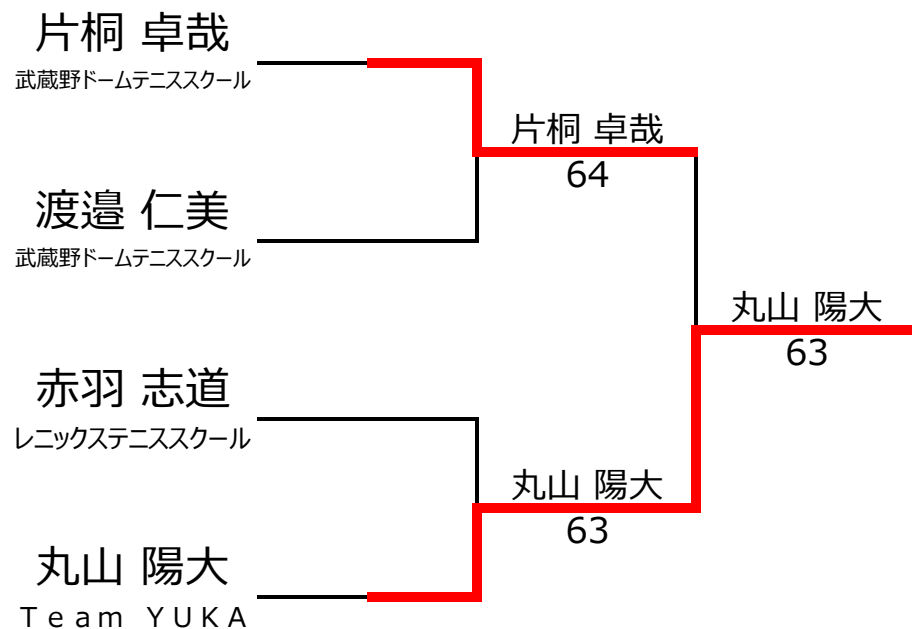 片桐 卓哉
武蔵野ドームテニススクール
片桐 卓哉
64
渡邉 仁美
武蔵野ドームテニススクール
丸山 陽大
63
赤羽 志道
レニックステニススクール
丸山 陽大
63
丸山 陽大
Team YUKA